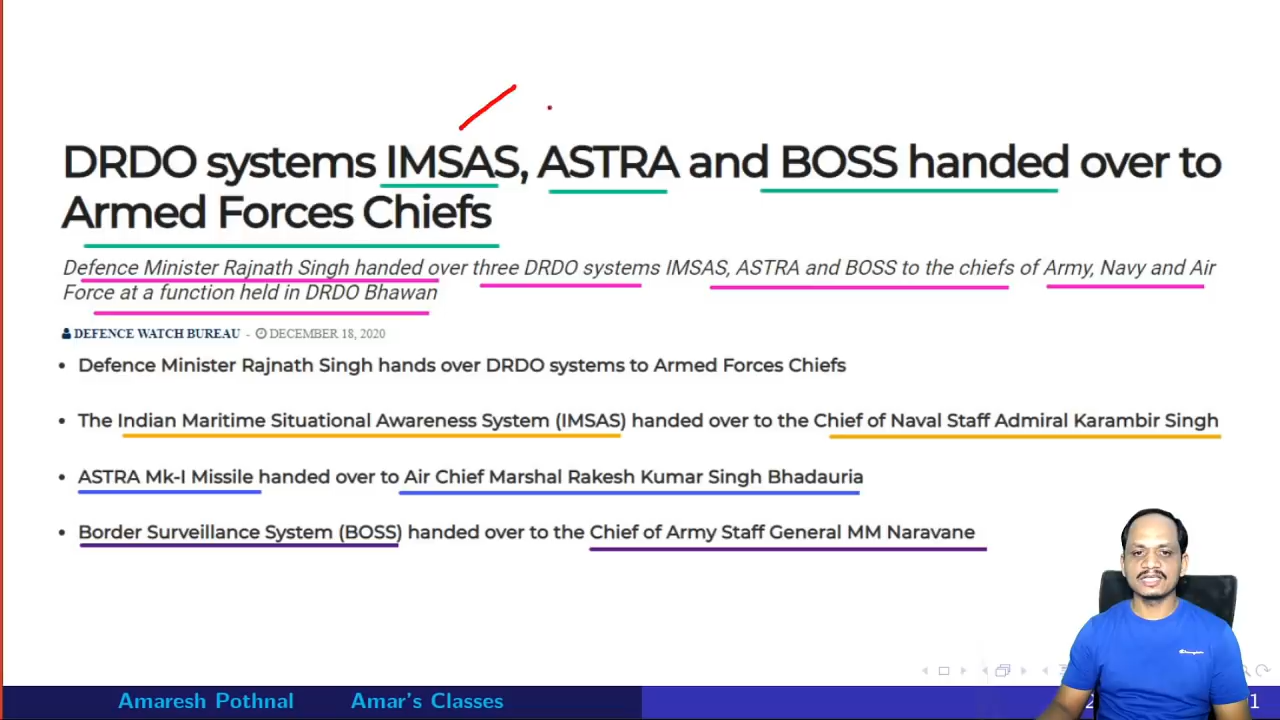 DRDO systems IMSAS, ASTRA and BOSS handed over to
Armed Forces Chiefs
Defence Minister Rajnath Singh handed over three DRDO systems IMSAS, ASTRA and BOSS to the chiefs of Army, Navy and Air
Force at a function held in DRDO Bhawan
DEFENCE WATCH BUREAU - DECEMBER 18, 2020
• Defence Minister Rajnath Singh hands over DRDO systems to Armed Forces Chiefs
• The Indian Maritime Situational Awareness System (IMSAS) handed over to the Chief of Naval Staff Admiral Karambir Singh
• ASTRA Mk-I Missile handed over to Air Chief Marshal Rakesh Kumar Singh Bhadauria
• Border Surveillance System (BOSS) handed over to the Chief of Army Staff General MM Naravane
Amaresh Pothnal Amar's Classes